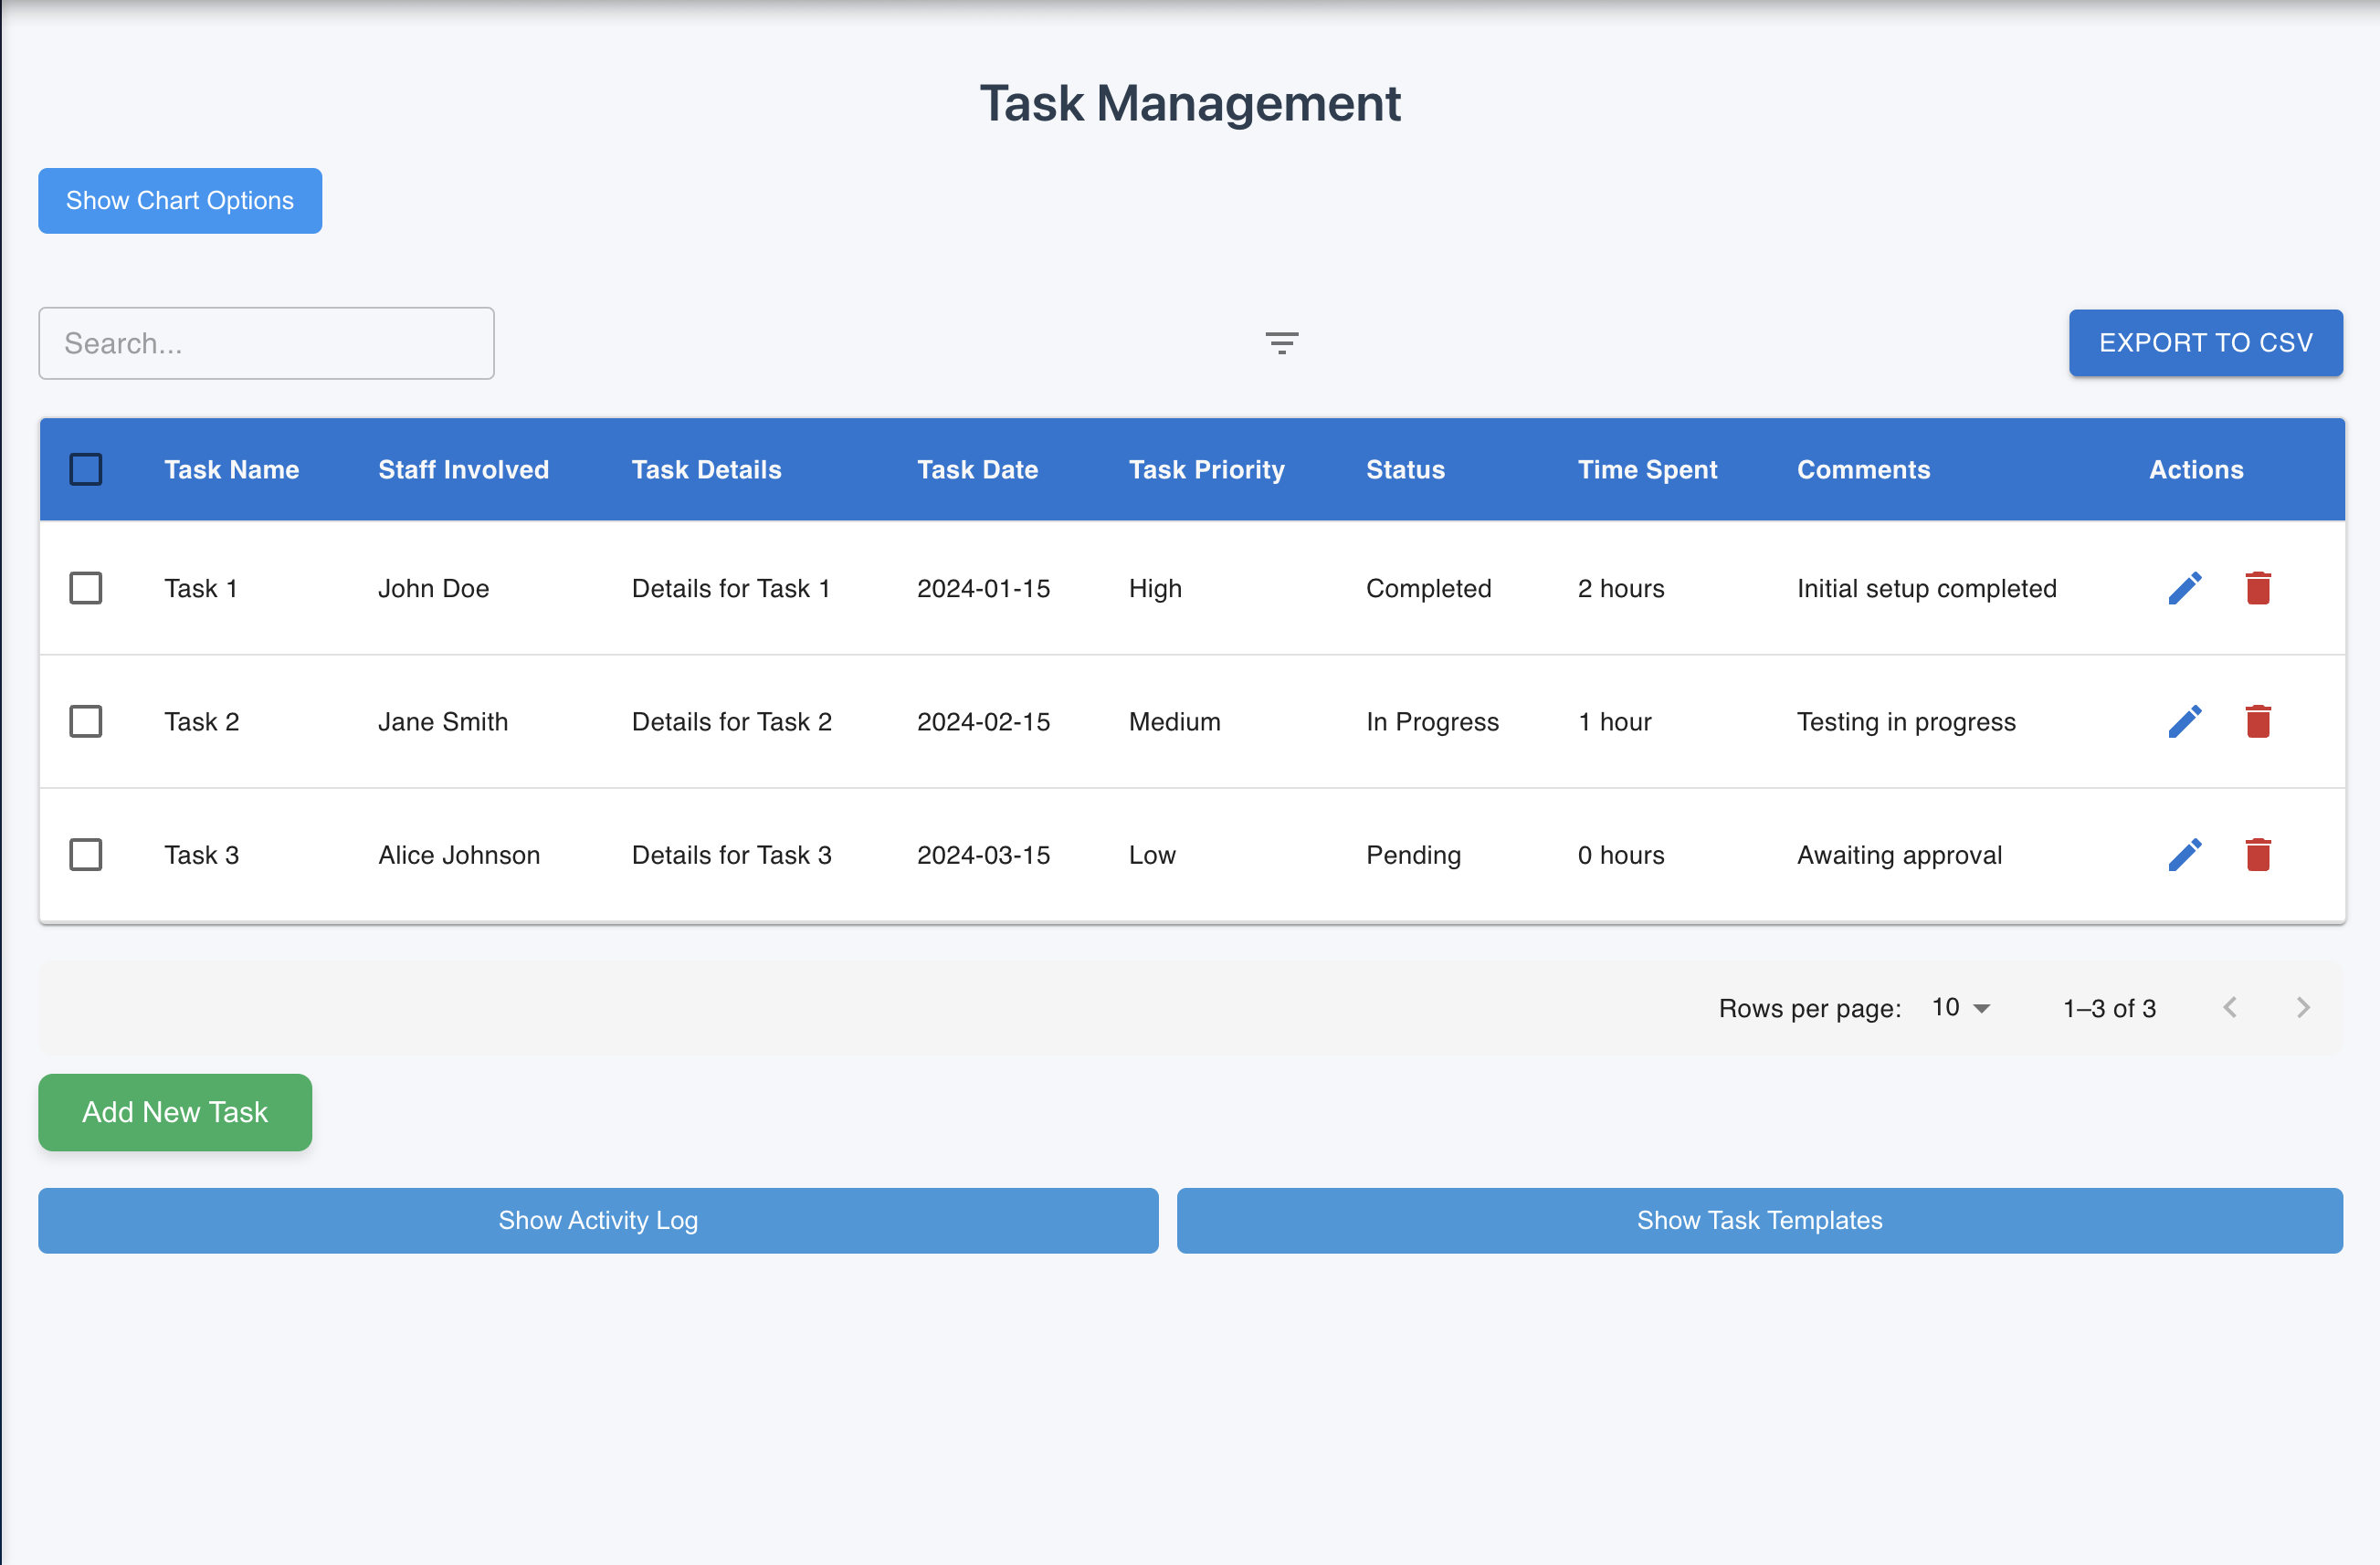 Task Management
Show Chart Options
Search...
EXPORT TO CSV
Task Name Staff Involved Task Details Task Date Task Priority Status Time Spent Comments Actions
Task 1 John Doe Details for Task 1 2024-01-15 High Completed 2 hours Initial setup completed
Task 2 Jane Smith Details for Task 2 2024-02-15 Medium In Progress 1 hour Testing in progress
Task 3 Alice Johnson Details for Task 3 2024-03-15 Low Pending 0 hours Awaiting approval
Rows per page: 10 1–3 of 3
Add New Task
Show Activity Log Show Task Templates